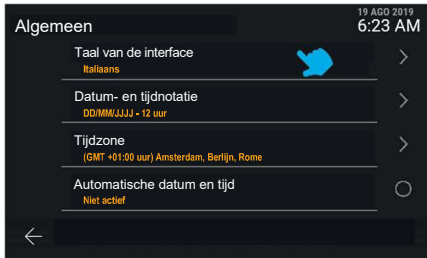 19 AGO 2019
Algemeen
6:23 AM
Taal van de interface
Italiaans
Datum- en tijdnotatie
DD/MM/JJJJ - 12 uur
Tijdzone
(GMT +01:00 uur) Amsterdam, Berlijn, Rome
Automatische datum en tijd
Niet actief